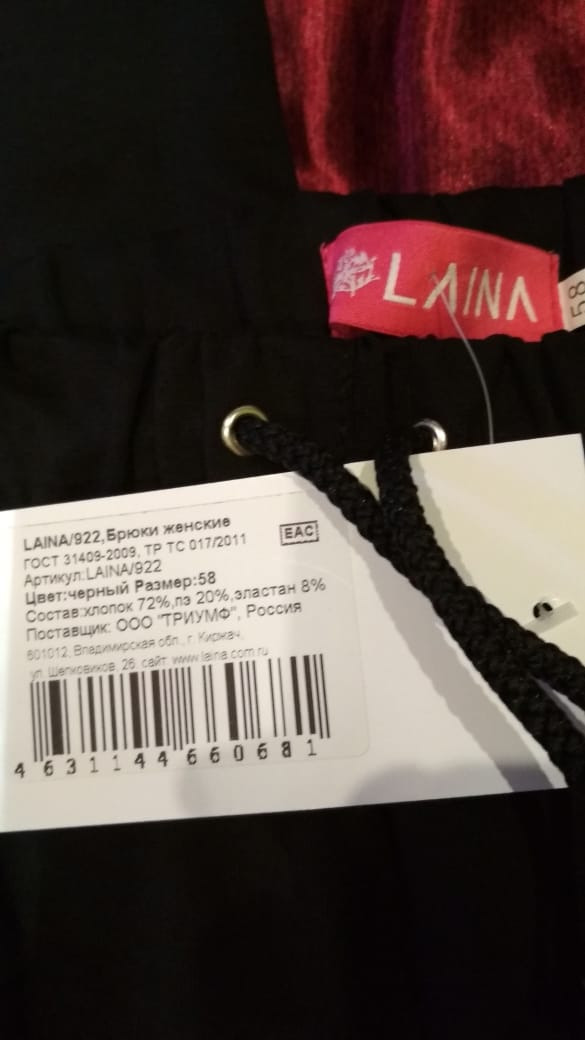 LAINA
58
LAINA/922,Брюки женские
ГОСТ 31409-2009, ТР ТС 017/2011
EAC
Артикул:LAINA/922
Цвет:черный Размер:58
Состав:хлопок 72%,пэ 20%,эластан 8%
Поставщик: ООО "ТРИУМФ", Россия
601012, Владимирская обл., г. Киржач,
ул. Шелковиков, 26. сайт: www.laina.com.ru
4 631144 660681